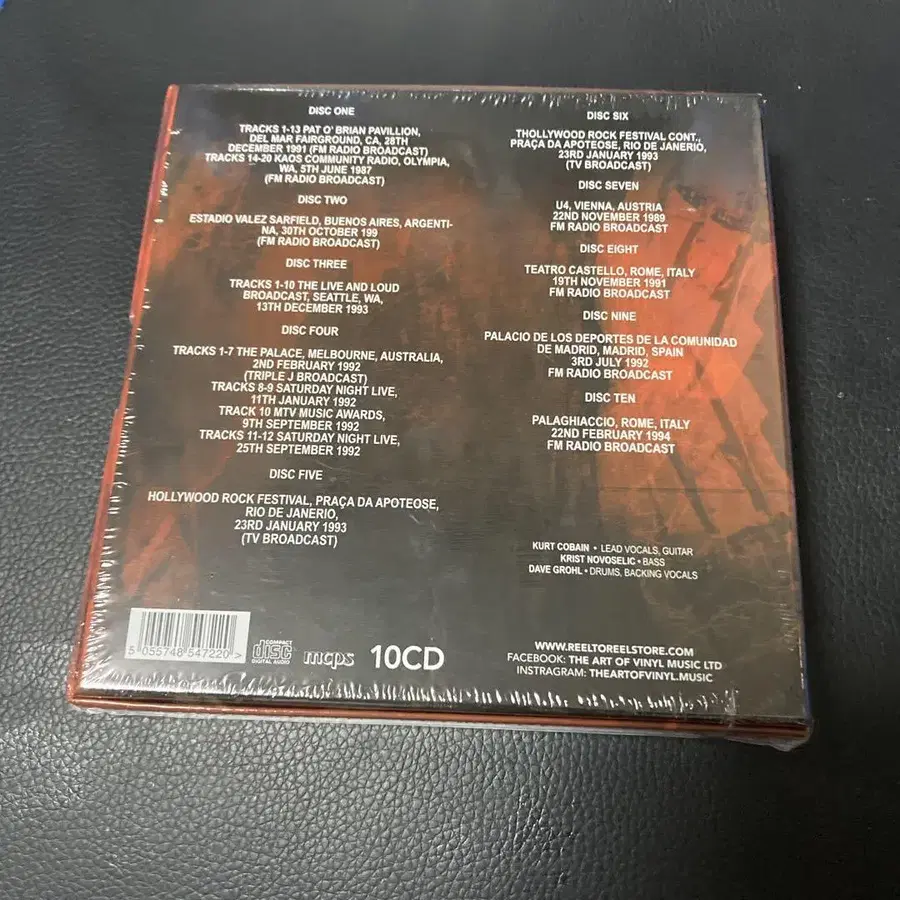 DISC ONE
TRACKS 1-13 PAT O' BRIAN PAVILLION,
DEL MAR FAIRGROUND, CA, 28TH
DECEMBER 1991 (FM RADIO BROADCAST)
TRACKS 14-20 KAOS COMMUNITY RADIO, OLYMPIA,
WA, 5TH JUNE 1987
(FM RADIO BROADCAST)
DISC TWO
ESTADIO VALEZ SARFIELD, BUENOS AIRES, ARGENTI-
NA, 30TH OCTOBER 199
(FM RADIO BROADCAST)
DISC THREE
TRACKS 1-10 THE LIVE AND LOUD
BROADCAST, SEATTLE, WA,
13TH DECEMBER 1993
DISC FOUR
TRACKS 1-7 THE PALACE, MELBOURNE, AUSTRALIA,
2ND FEBRUARY 1992
(TRIPLE J BROADCAST)
TRACKS 8-9 SATURDAY NIGHT LIVE,
11TH JANUARY 1992
TRACK 10 MTV MUSIC AWARDS,
9TH SEPTEMBER 1992
TRACKS 11-12 SATURDAY NIGHT LIVE,
25TH SEPTEMBER 1992
DISC FIVE
HOLLYWOOD ROCK FESTIVAL, PRAÇA DA APOTEOSE,
RIO DE JANERIO,
23RD JANUARY 1993
(TV BROADCAST)
DISC SIX
THOLLYWOOD ROCK FESTIVAL CONT.,
PRAÇA DA APOTEOSE, RIO DE JANERIO,
23RD JANUARY 1993
(TV BROADCAST)
DISC SEVEN
U4, VIENNA, AUSTRIA
22ND NOVEMBER 1989
FM RADIO BROADCAST
DISC EIGHT
TEATRO CASTELLO, ROME, ITALY
19TH NOVEMBER 1991
FM RADIO BROADCAST
DISC NINE
PALACIO DE LOS DEPORTES DE LA COMUNIDAD
DE MADRID, MADRID, SPAIN
3RD JULY 1992
FM RADIO BROADCAST
DISC TEN
PALAGHIACCIO, ROME, ITALY
22ND FEBRUARY 1994
FM RADIO BROADCAST
KURT COBAIN • LEAD VOCALS, GUITAR
KRIST NOVOSELIC • BASS
DAVE GROHL • DRUMS, BACKING VOCALS
5 055748 547220 >
COMPACT
disc
DIGITAL AUDIO
mcps
10CD
WWW.REELTOREELSTORE.COM
FACEBOOK: THE ART OF VINYL MUSIC LTD
INSTRAGRAM: THEARTOFVINYL.MUSIC